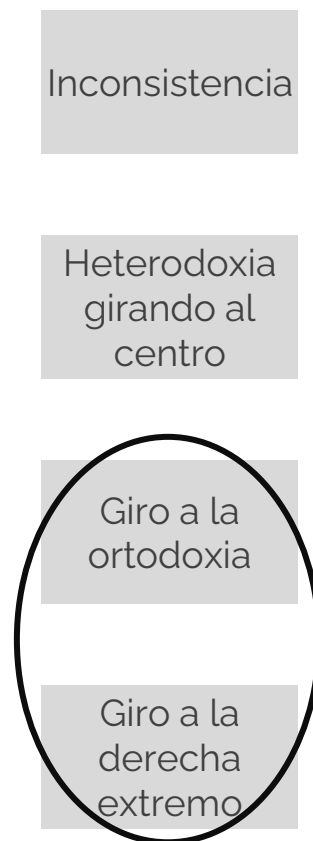 Inconsistencia
Heterodoxia
girando al
centro
Giro a la
ortodoxia
Giro a la
derecha
extremo